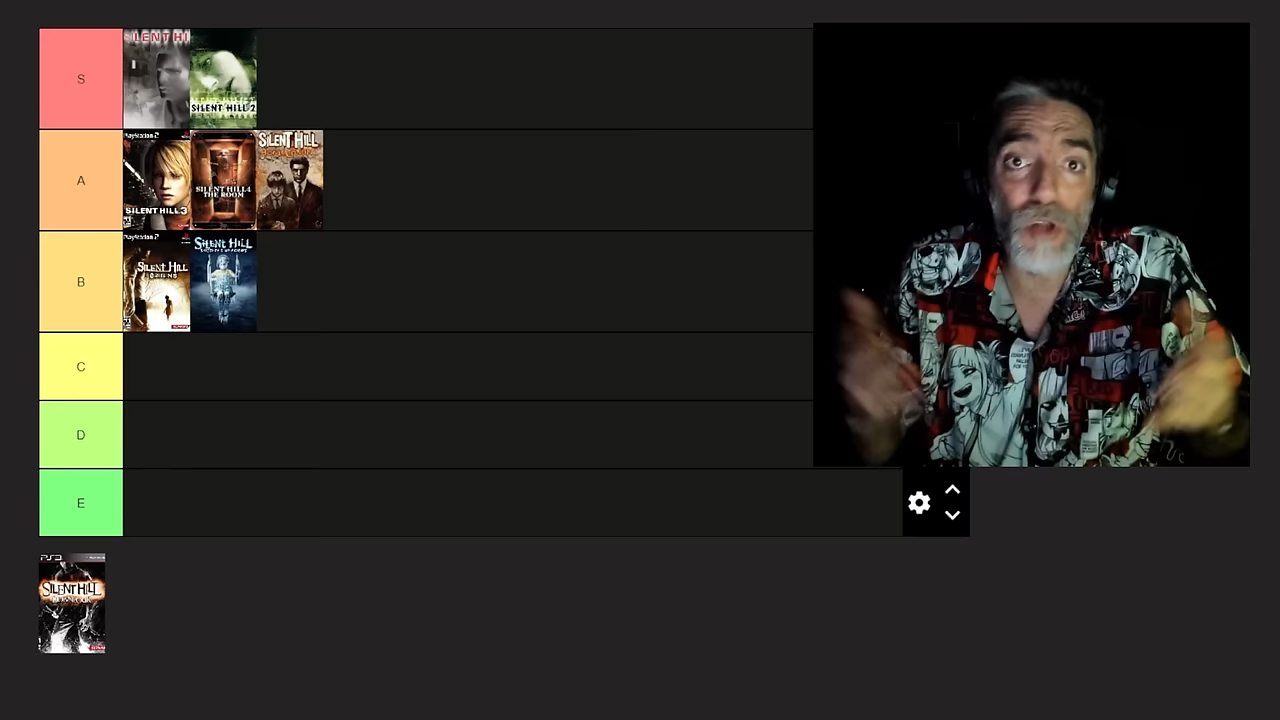 S
SILENT HI
SILENT HILL 2
A
PlayStation 2
SILENT HILL 3
SILENT HILL 4
THE ROOM
SILENT HILL
B
PlayStation 2
SILENT HILL
ORIGINS
SILENT HILL
C
D
E
PS3
SILENT HILL